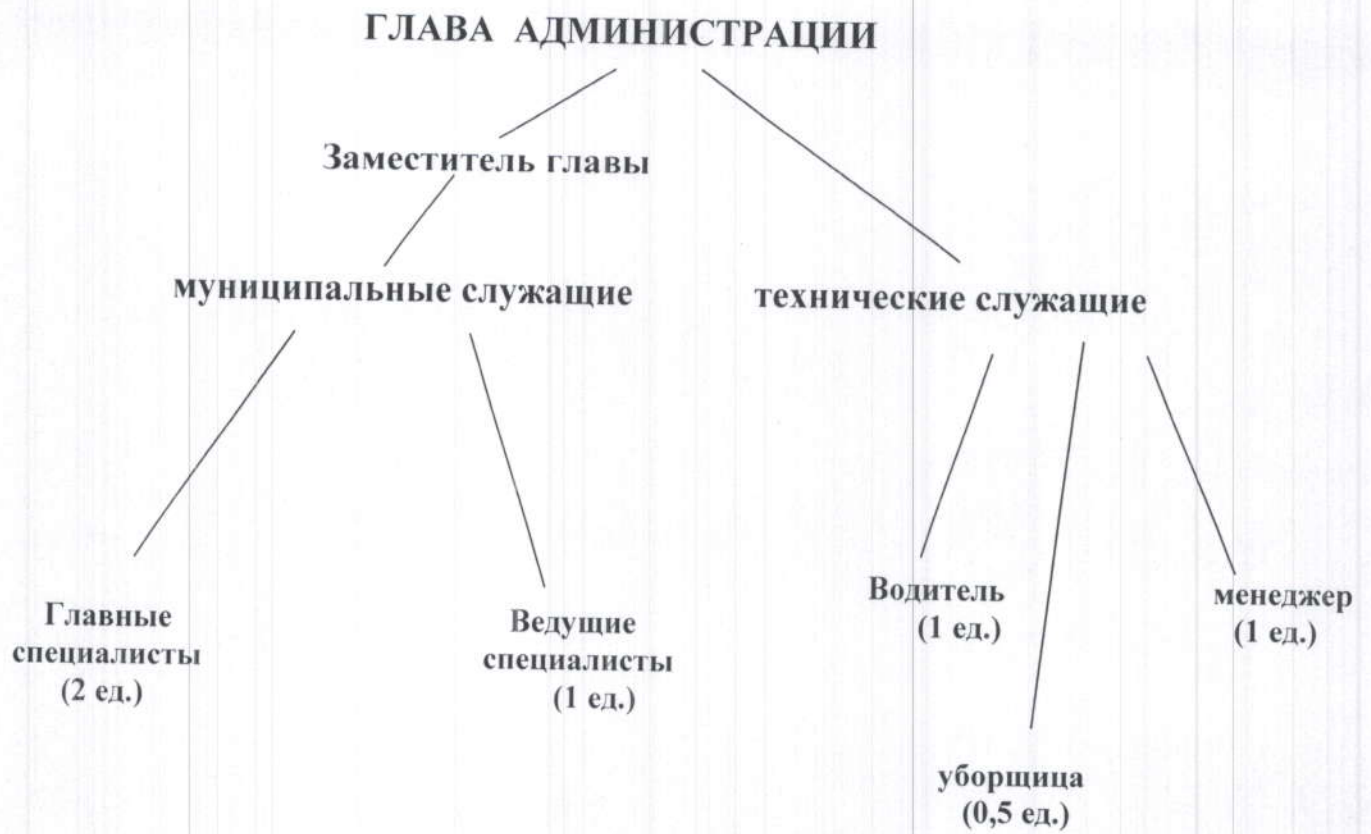 ГЛАВА АДМИНИСТРАЦИИ
Заместитель главы
муниципальные служащие
технические служащие
Главные
специалисты
(2 ед.)
Ведущие
специалисты
(1 ед.)
Водитель
(1 ед.)
уборщица
(0,5 ед.)
менеджер
(1 ед.)